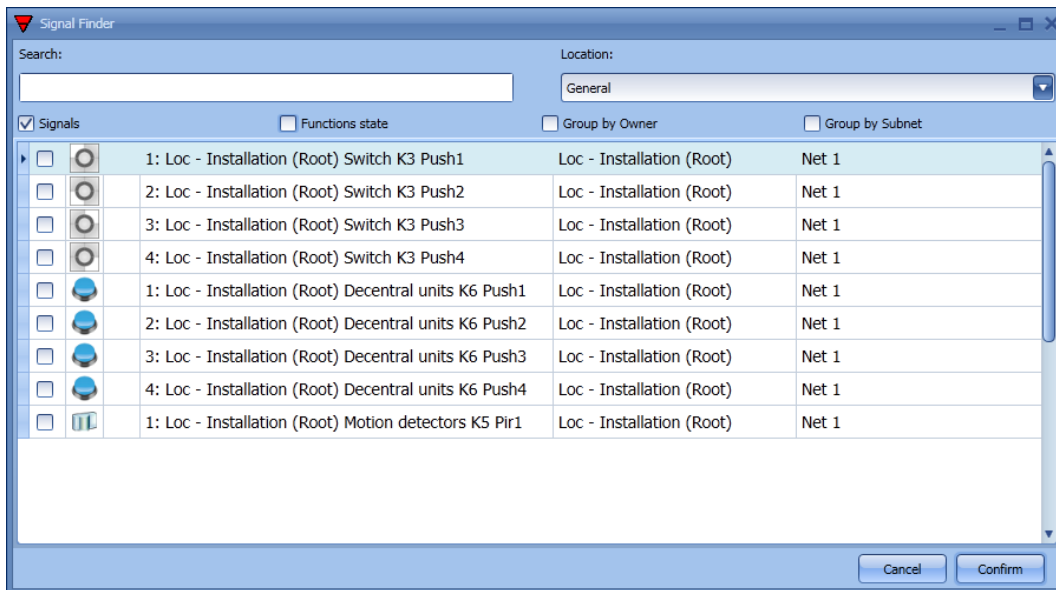 Signal Finder
Search: Location:
General
Signals Functions state Group by Owner Group by Subnet
1: Loc - Installation (Root) Switch K3 Push1 Loc - Installation (Root) Net 1
2: Loc - Installation (Root) Switch K3 Push2 Loc - Installation (Root) Net 1
3: Loc - Installation (Root) Switch K3 Push3 Loc - Installation (Root) Net 1
4: Loc - Installation (Root) Switch K3 Push4 Loc - Installation (Root) Net 1
1: Loc - Installation (Root) Decentral units K6 Push1 Loc - Installation (Root) Net 1
2: Loc - Installation (Root) Decentral units K6 Push2 Loc - Installation (Root) Net 1
3: Loc - Installation (Root) Decentral units K6 Push3 Loc - Installation (Root) Net 1
4: Loc - Installation (Root) Decentral units K6 Push4 Loc - Installation (Root) Net 1
1: Loc - Installation (Root) Motion detectors K5 Pir1 Loc - Installation (Root) Net 1
Cancel Confirm